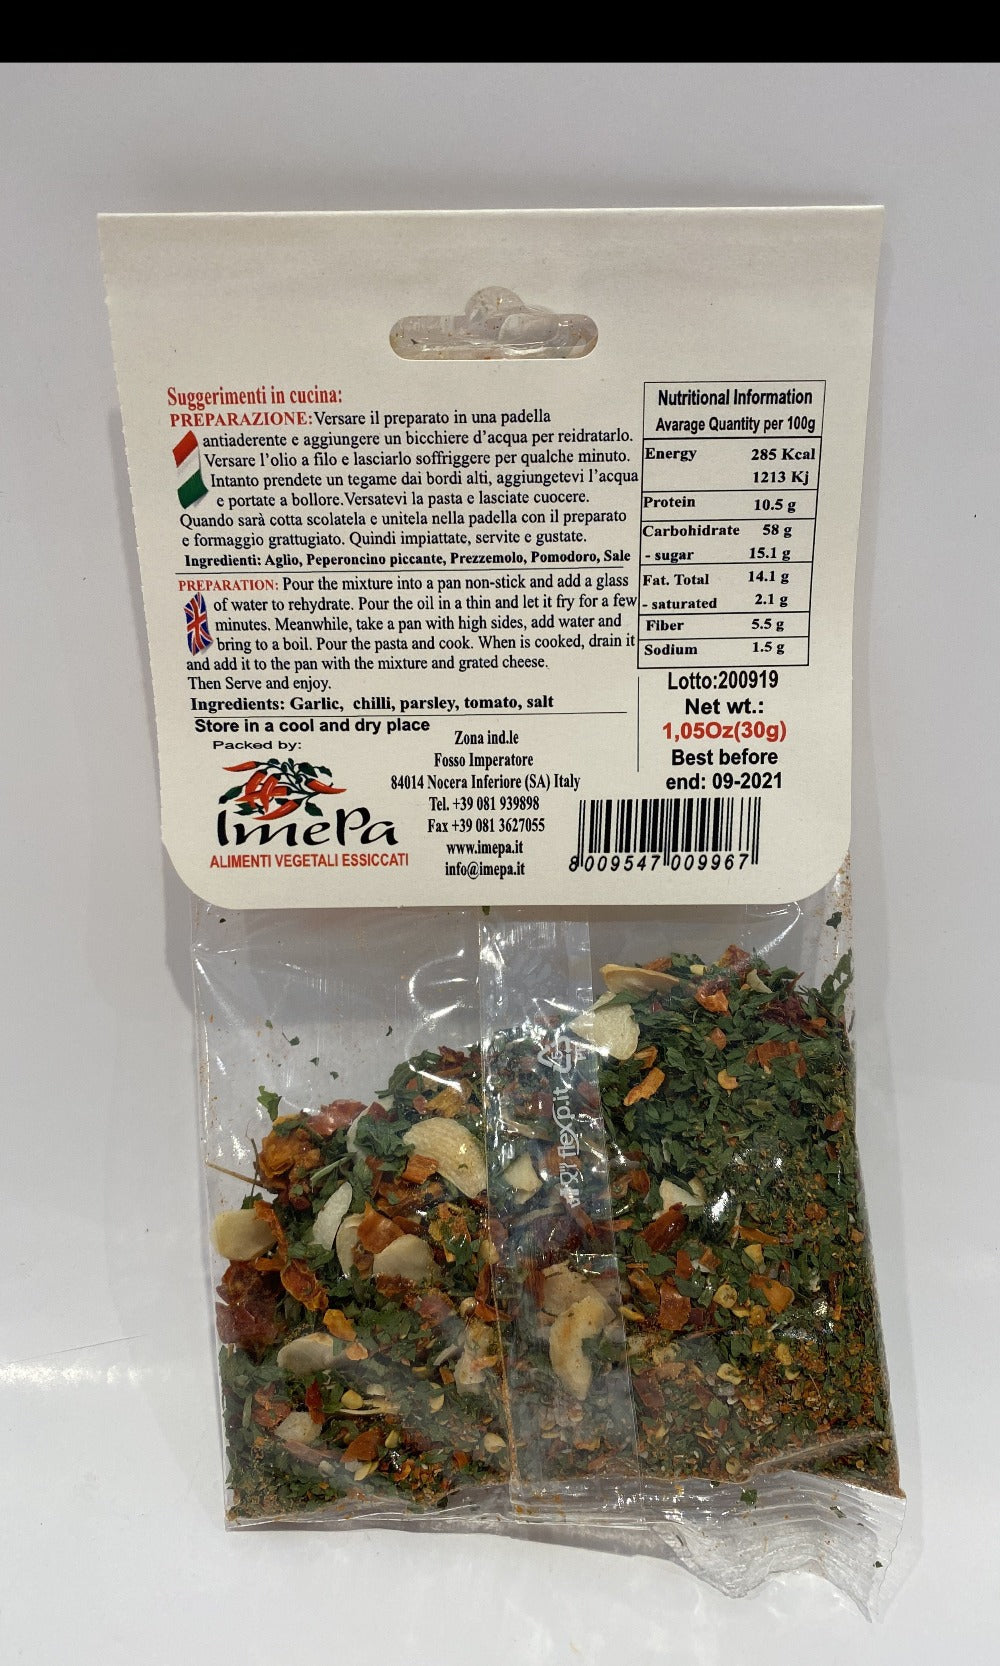 Suggerimenti in cucina:
PREPARAZIONE: Versare il preparato in una padella
antiaderente e aggiungere un bicchiere d'acqua per reidratarlo.
Versare l'olio a filo e lasciarlo soffriggere per qualche minuto.
Intanto prendete un tegame dai bordi alti, aggiungetevi l'acqua
e portate a bollore.Versatevi la pasta e lasciate cuocere.
Quando sarà cotta scolatela e unitela nella padella con il preparato
e formaggio grattugiato. Quindi impiattate, servite e gustate.
Ingredienti: Aglio, Peperoncino piccante, Prezzemolo, Pomodoro, Sale
PREPARATION: Pour the mixture into a pan non-stick and add a glass
of water to rehydrate. Pour the oil in a thin and let it fry for a few
minutes. Meanwhile, take a pan with high sides, add water and
bring to a boil. Pour the pasta and cook. When is cooked, drain it
and add it to the pan with the mixture and grated cheese.
Then Serve and enjoy.
Ingredients: Garlic, chilli, parsley, tomato, salt
Store in a cool and dry place
Packed by:
ImePa
ALIMENTI VEGETALI ESSICCATI
Zona ind.le
Fosso Imperatore
84014 Nocera Inferiore (SA) Italy
Tel. +39 081 939898
Fax +39 081 3627055
www.imepa.it
info@imepa.it
Nutritional Information
Avarage Quantity per 100g
Energy 285 Kcal
1213 Kj
Protein 10.5 g
Carbohidrate 58 g
- sugar 15.1 g
Fat. Total 14.1 g
- saturated 2.1 g
Fiber 5.5 g
Sodium 1.5 g
Lotto:200919
Net wt.:
1,05Oz(30g)
Best before
end: 09-2021
8 009547 009967
flexp.it